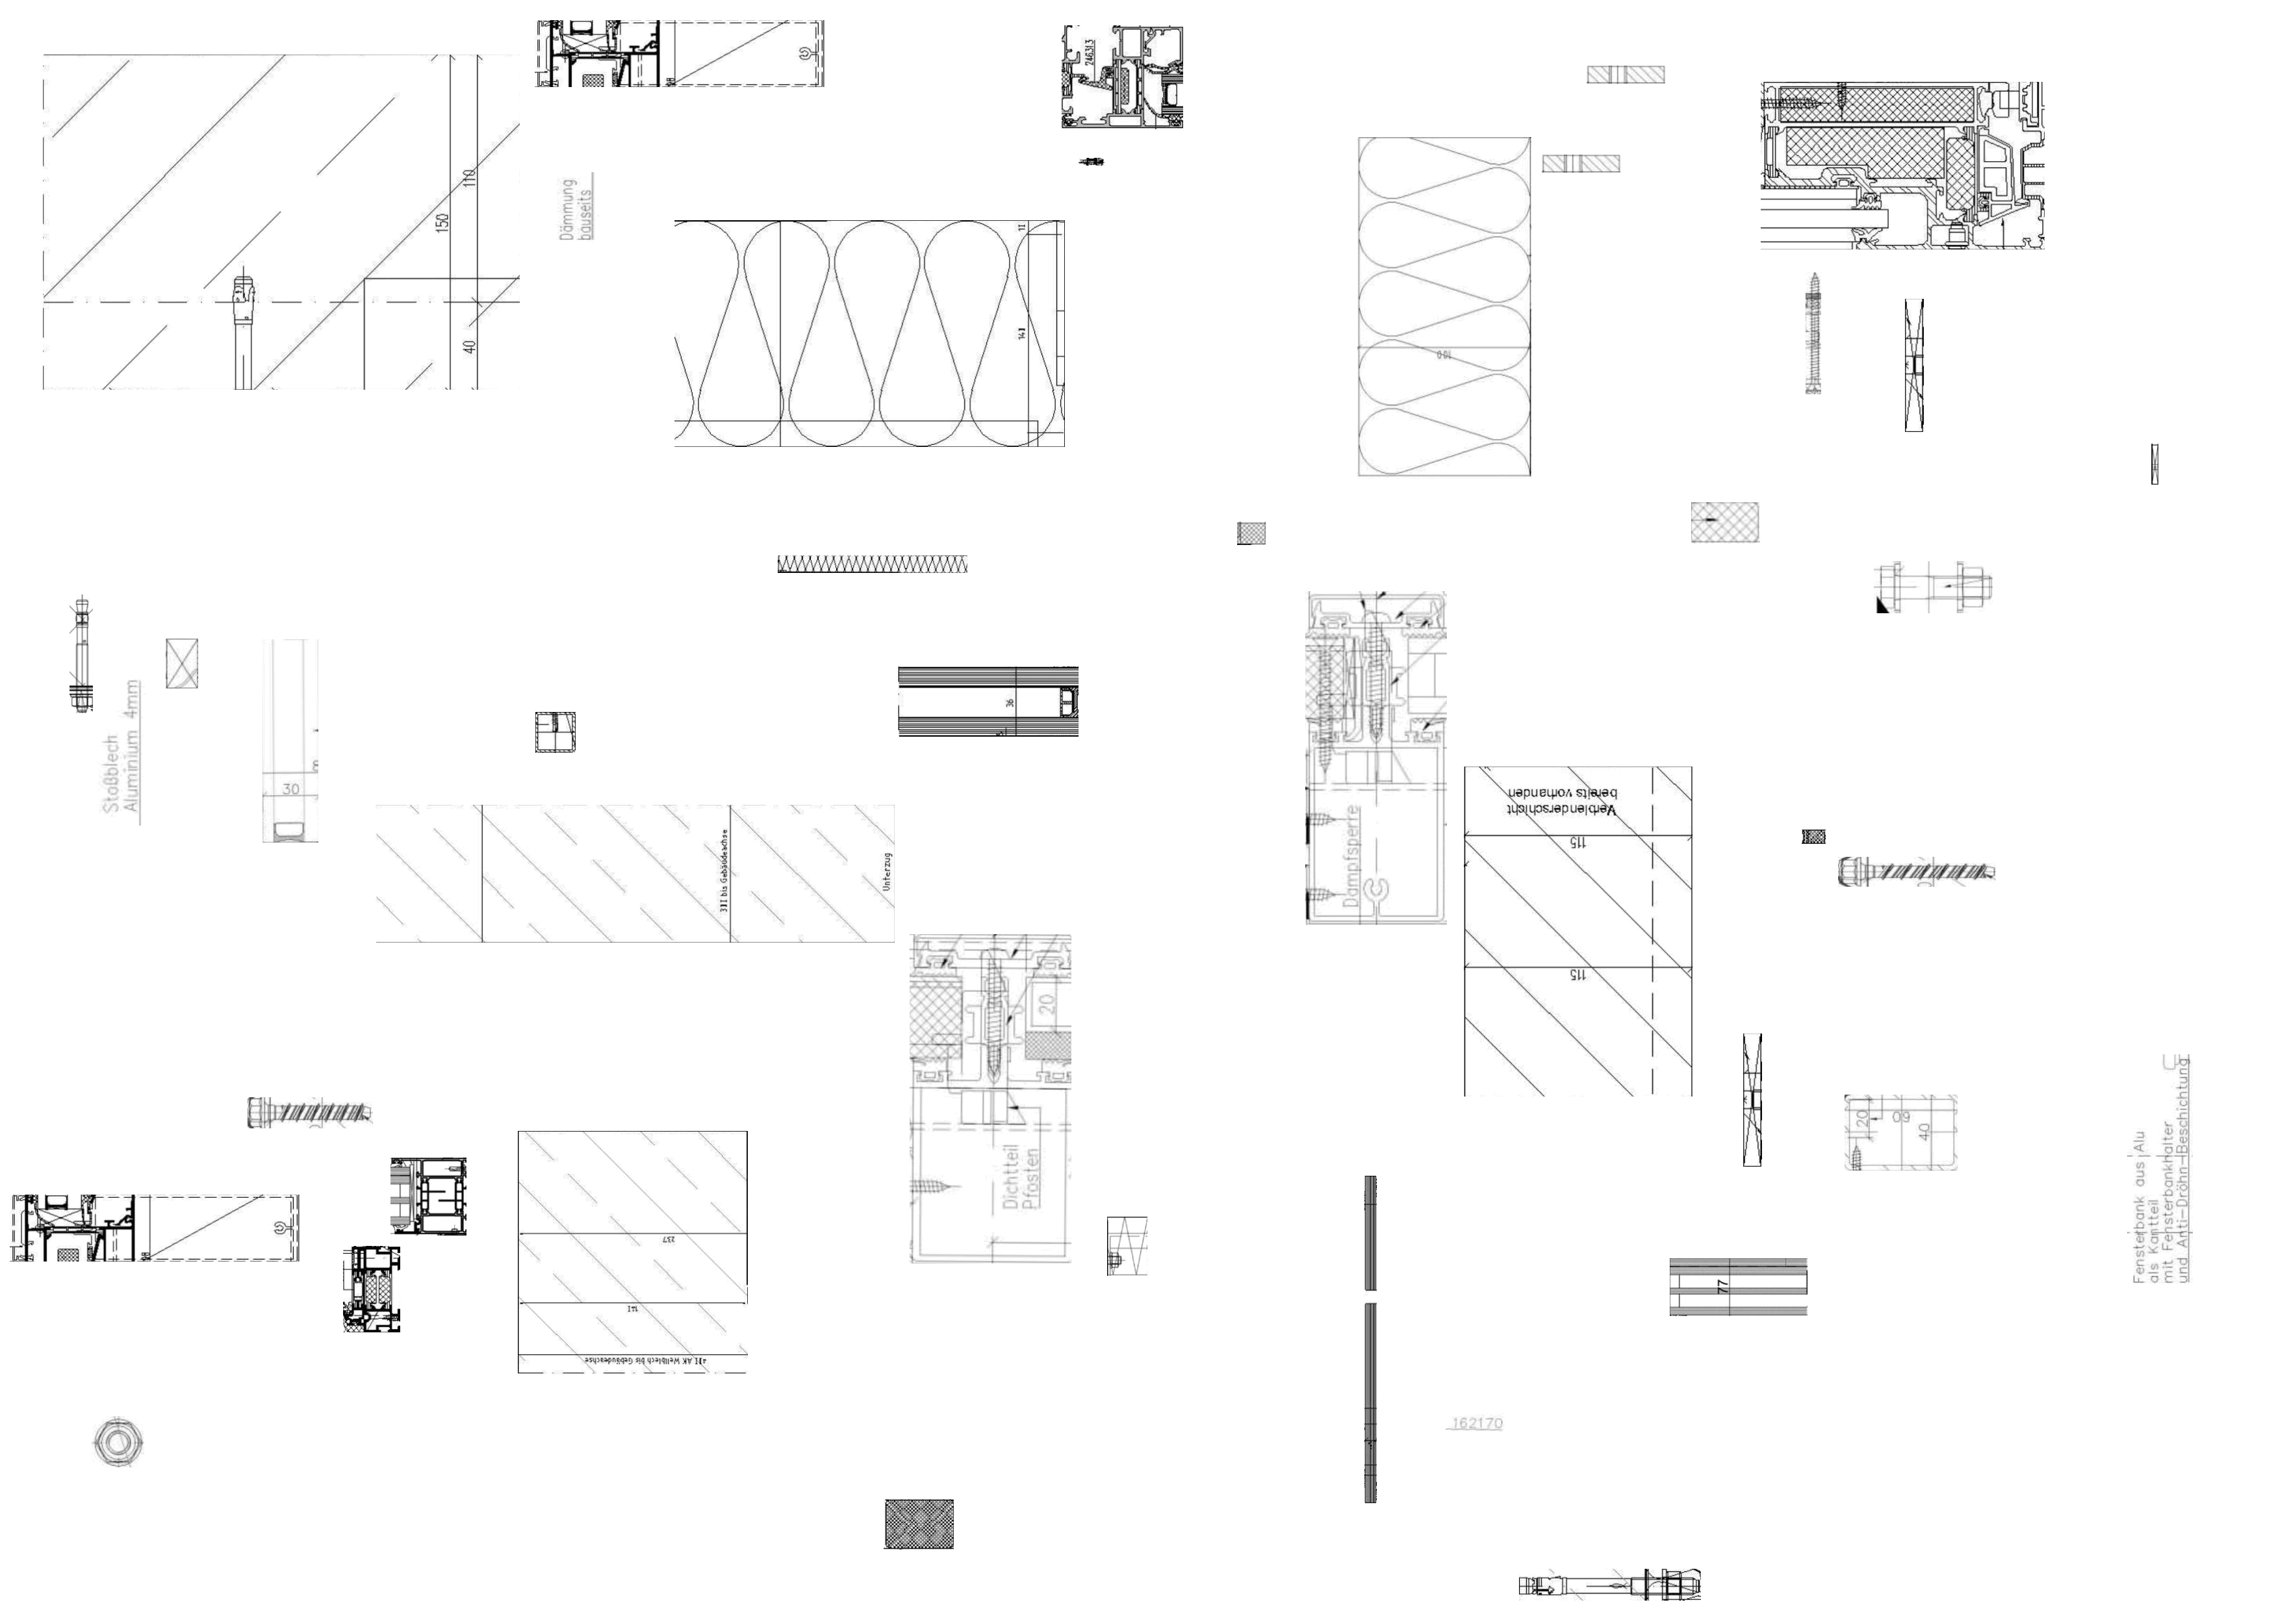 110
150
40
Dämmung
bauseits
246313
11
141
100
Stoßblech
Aluminium 4mm
30
36
311 bis Gebäudeachse
Unterzug
Dampfsperre
Verblenderschicht
bereits vorhanden
115
115
20
Dichtteil
Pfosten
237
121
411 AK Wellblech bis Gebäudeachse
20
60
40
77
Fensterbank aus Alu
als Kantteil
mit Fensterbankhalter
und Anti-Dröhn-Beschichtung
162170